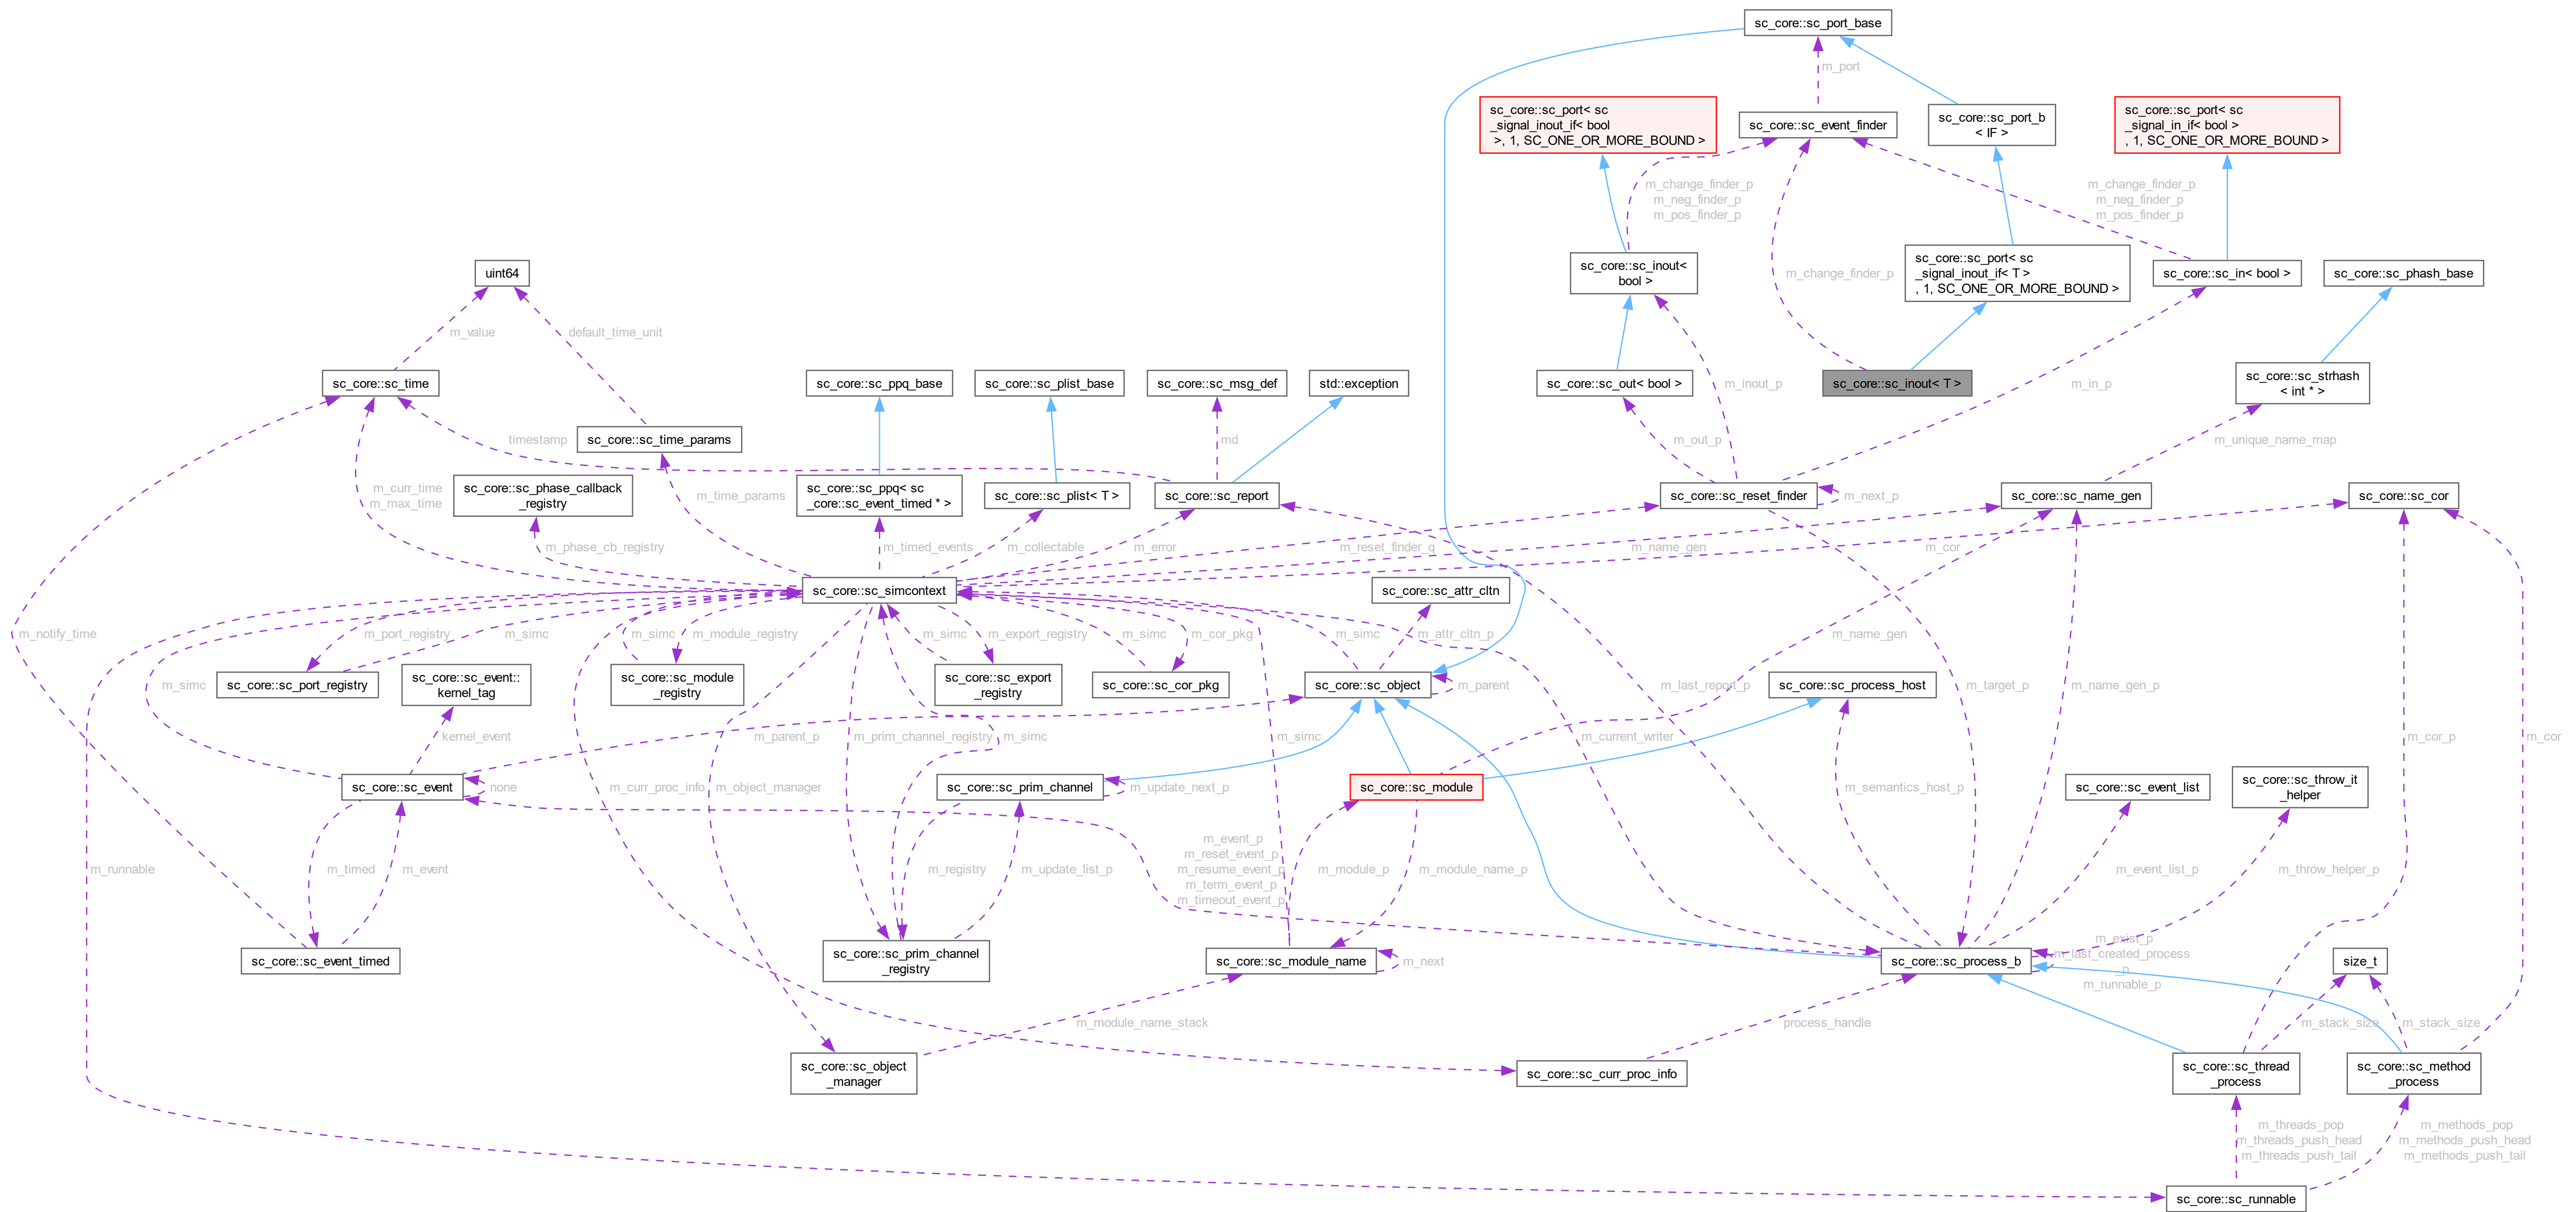 sc_core::sc_port_base
m_port
sc_core::sc_port< sc
_signal_inout_if< bool
>, 1, SC_ONE_OR_MORE_BOUND >
sc_core::sc_event_finder
sc_core::sc_port_b
< IF >
sc_core::sc_port< sc
_signal_in_if< bool >
, 1, SC_ONE_OR_MORE_BOUND >
m_change_finder_p
m_neg_finder_p
m_pos_finder_p
m_change_finder_p
m_neg_finder_p
m_pos_finder_p
uint64
sc_core::sc_inout<
bool >
m_change_finder_p
sc_core::sc_port< sc
_signal_inout_if< T >
, 1, SC_ONE_OR_MORE_BOUND >
sc_core::sc_in< bool >
sc_core::sc_phash_base
m_value
default_time_unit
sc_core::sc_time
sc_core::sc_ppq_base
sc_core::sc_plist_base
sc_core::sc_msg_def
std::exception
sc_core::sc_out< bool >
m_inout_p
sc_core::sc_inout< T >
m_in_p
sc_core::sc_strhash
< int * >
timestamp
sc_core::sc_time_params
md
m_out_p
m_unique_name_map
m_curr_time
m_max_time
sc_core::sc_phase_callback
_registry
m_time_params
sc_core::sc_ppq< sc
_core::sc_event_timed * >
sc_core::sc_plist< T >
sc_core::sc_report
sc_core::sc_reset_finder
m_next_p
sc_core::sc_name_gen
sc_core::sc_cor
m_phase_cb_registry
m_timed_events
m_collectable
m_error
m_reset_finder_q
m_name_gen
m_cor
sc_core::sc_simcontext
sc_core::sc_attr_cltn
m_notify_time
m_port_registry
m_simc
m_simc
m_module_registry
m_simc
m_export_registry
m_simc
m_cor_pkg
m_simc
m_attr_cltn_p
m_name_gen
m_simc
sc_core::sc_port_registry
sc_core::sc_event::
kernel_tag
sc_core::sc_module
_registry
sc_core::sc_export
_registry
sc_core::sc_cor_pkg
sc_core::sc_object
m_parent
m_last_report_p
sc_core::sc_process_host
m_target_p
m_name_gen_p
kernel_event
m_parent_p
m_prim_channel_registry
m_simc
m_simc
m_current_writer
m_cor_p
m_cor
sc_core::sc_event
none
m_curr_proc_info
m_object_manager
sc_core::sc_prim_channel
m_update_next_p
sc_core::sc_module
m_semantics_host_p
sc_core::sc_event_list
sc_core::sc_throw_it
_helper
m_runnable
m_timed
m_event
m_registry
m_update_list_p
m_event_p
m_reset_event_p
m_resume_event_p
m_term_event_p
m_timeout_event_p
m_module_p
m_module_name_p
m_event_list_p
m_throw_helper_p
sc_core::sc_event_timed
sc_core::sc_prim_channel
_registry
sc_core::sc_module_name
m_next
sc_core::sc_process_b
m_exist_p
m_last_created_process
_p
m_runnable_p
size_t
m_module_name_stack
process_handle
m_stack_size
m_stack_size
sc_core::sc_object
_manager
sc_core::sc_curr_proc_info
sc_core::sc_thread
_process
sc_core::sc_method
_process
m_threads_pop
m_threads_push_head
m_threads_push_tail
m_methods_pop
m_methods_push_head
m_methods_push_tail
sc_core::sc_runnable